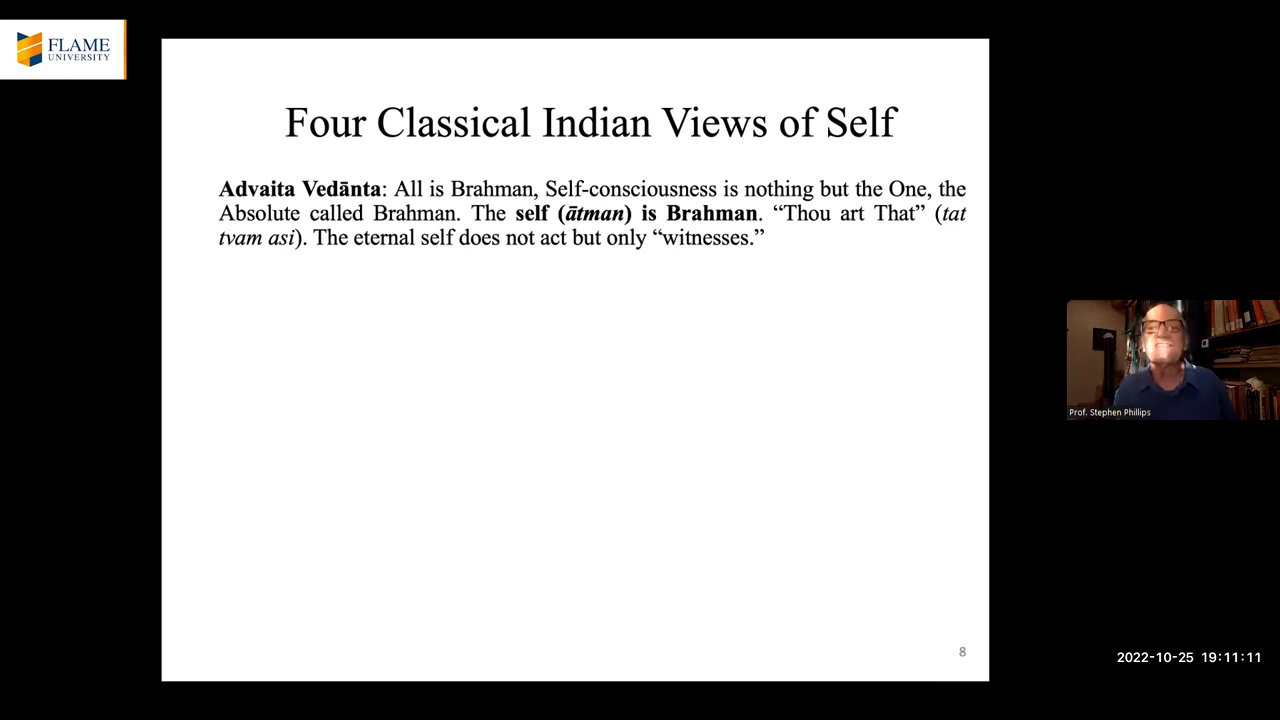 FLAME
UNIVERSITY
Four Classical Indian Views of Self
Advaita Vedānta: All is Brahman, Self-consciousness is nothing but the One, the
Absolute called Brahman. The self (ātman) is Brahman. “Thou art That” (tat
tvam asi). The eternal self does not act but only “witnesses.”
Prof. Stephen Phillips
8
2022-10-25 19:11:11